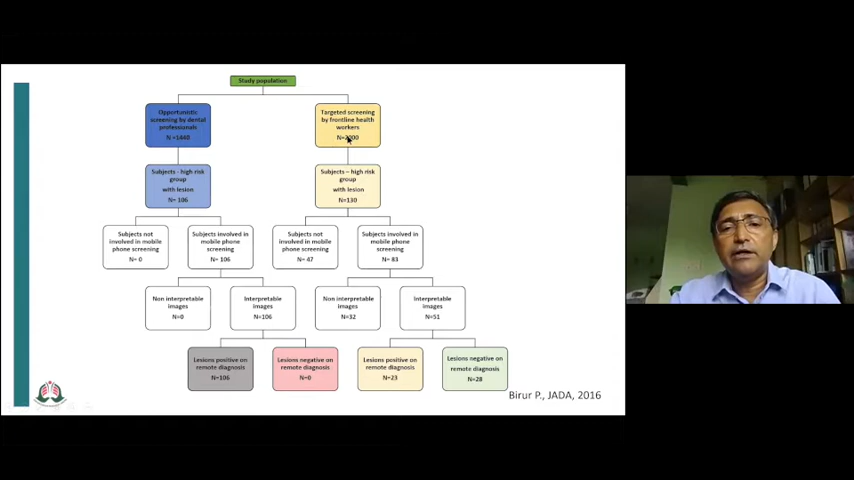 Study population
Opportunistic
screening by dental
professionals
N =1440
Targeted screening
by frontline health
workers
Subjects - high risk
group
with lesion
N= 106
Subjects – high risk
group
with lesion
N=130
Subjects not
involved in mobile
phone screening
N= 0
Subjects involved in
mobile phone
screening
N= 106
Subjects not
involved in mobile
phone screening
N= 47
Subjects involved in
mobile phone
screening
N= 83
Non interpretable
images
N=0
Interpretable
images
N=106
Non interpretable
images
N=32
Interpretable
images
N=51
Lesions positive on
remote diagnosis
N=106
Lesions negative on
remote diagnosis
N=0
Lesions positive on
remote diagnosis
N=23
Lesions negative on
remote diagnosis
N=28
Birur P., JADA, 2016